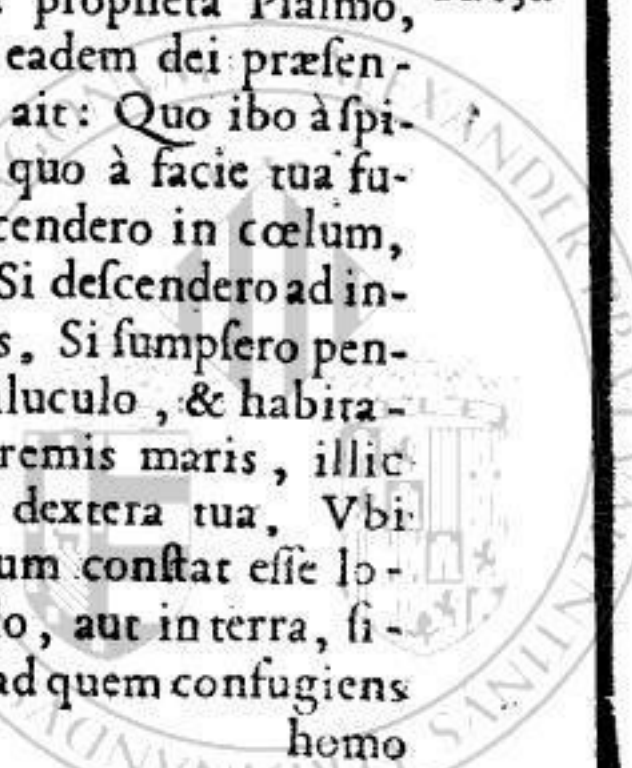 propheta Psalmo,
eadem dei præsen-
ait: Quo ibo à ſpi-
quo à facie tua fu-
cendero in cœlum,
Si deſcendero ad in-
s. Si ſumpſero pen-
luculo, & habita-
remis maris, illic
dextera tua. Vbi
um conſtat eſſe lo-
o, aut in terra, ſi-
ad quem confugiens
homo